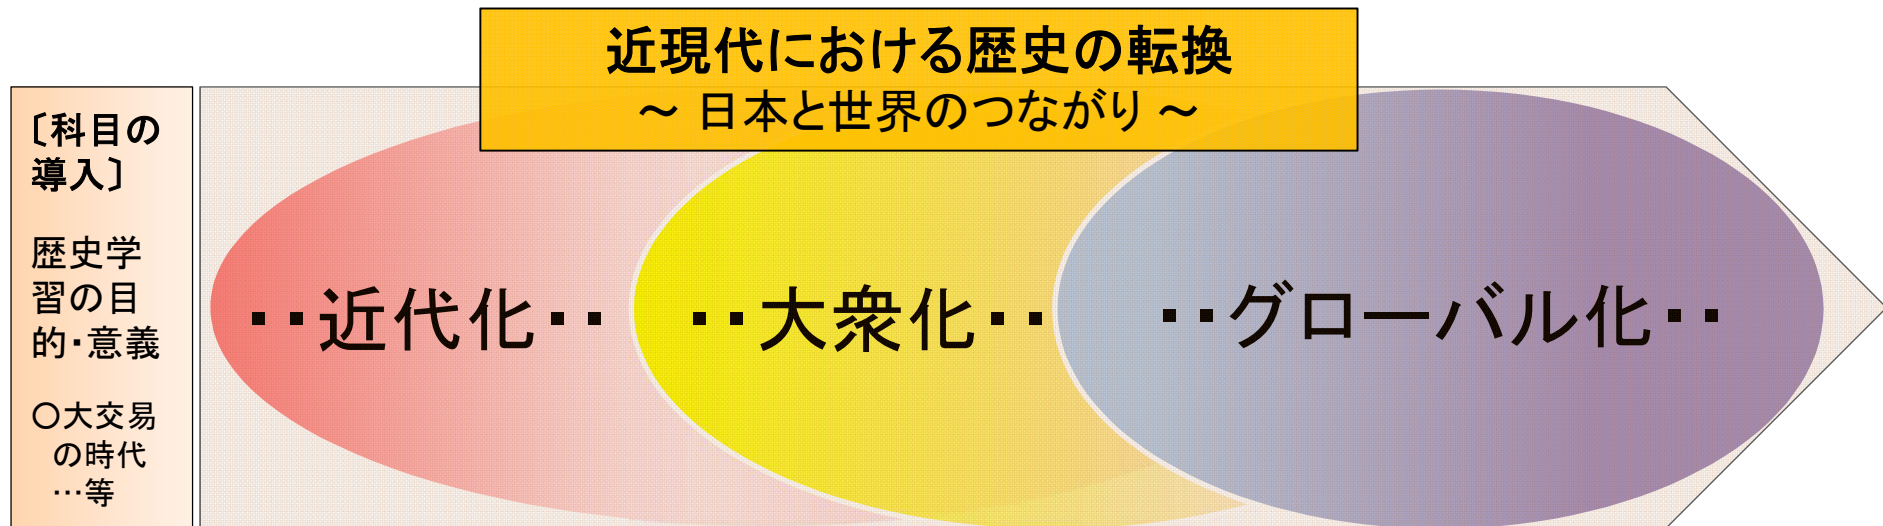 近現代における歴史の転換
～ 日本と世界のつながり ～
〔科目の
導入〕
歴史学
習の目
的・意義
○大交易
の時代
…等
‥近代化‥
‥大衆化‥
‥グローバル化‥